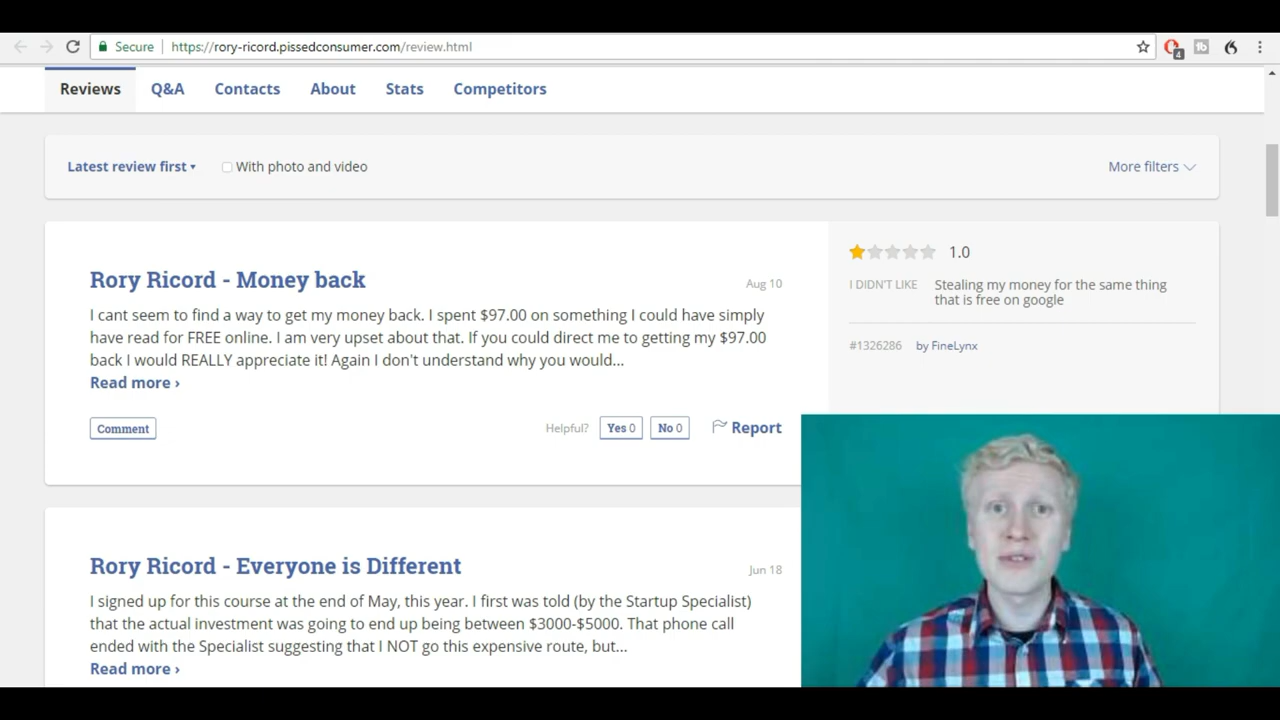 Secure
https://rory-ricord.pissedconsumer.com/review.html
4
Reviews Q&A Contacts About Stats Competitors
Latest review first With photo and video More filters
Rory Ricord - Money back
Aug 10
I cant seem to find a way to get my money back. I spent $97.00 on something I could have simply
have read for FREE online. I am very upset about that. If you could direct me to getting my $97.00
back I would REALLY appreciate it! Again I don't understand why you would...
Read more ›
Comment
Helpful? Yes 0 No 0 Report
1.0
I DIDN'T LIKE
Stealing my money for the same thing
that is free on google
#1326286 by FineLynx
Rory Ricord - Everyone is Different
Jun 18
I signed up for this course at the end of May, this year. I first was told (by the Startup Specialist)
that the actual investment was going to end up being between $3000-$5000. That phone call
ended with the Specialist suggesting that I NOT go this expensive route, but...
Read more ›